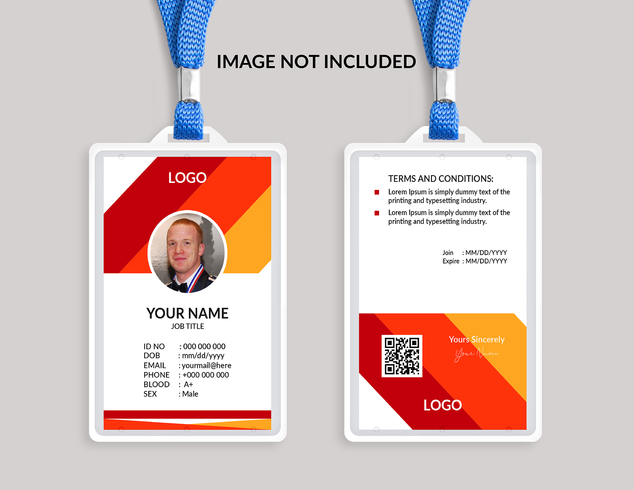 IMAGE NOT INCLUDED
LOGO
YOUR NAME
JOB TITLE
ID NO : 000 000 000
DOB : mm/dd/yyyy
EMAIL : yourmail@here
PHONE : +000 000 000
BLOOD : A+
SEX : Male
TERMS AND CONDITIONS:
Lorem Ipsum is simply dummy text of the
printing and typesetting industry.
Lorem Ipsum is simply dummy text of the
printing and typesetting industry.
Join : MM/DD/YYYY
Expire : MM/DD/YYYY
Yours Sincerely
Your Name
LOGO